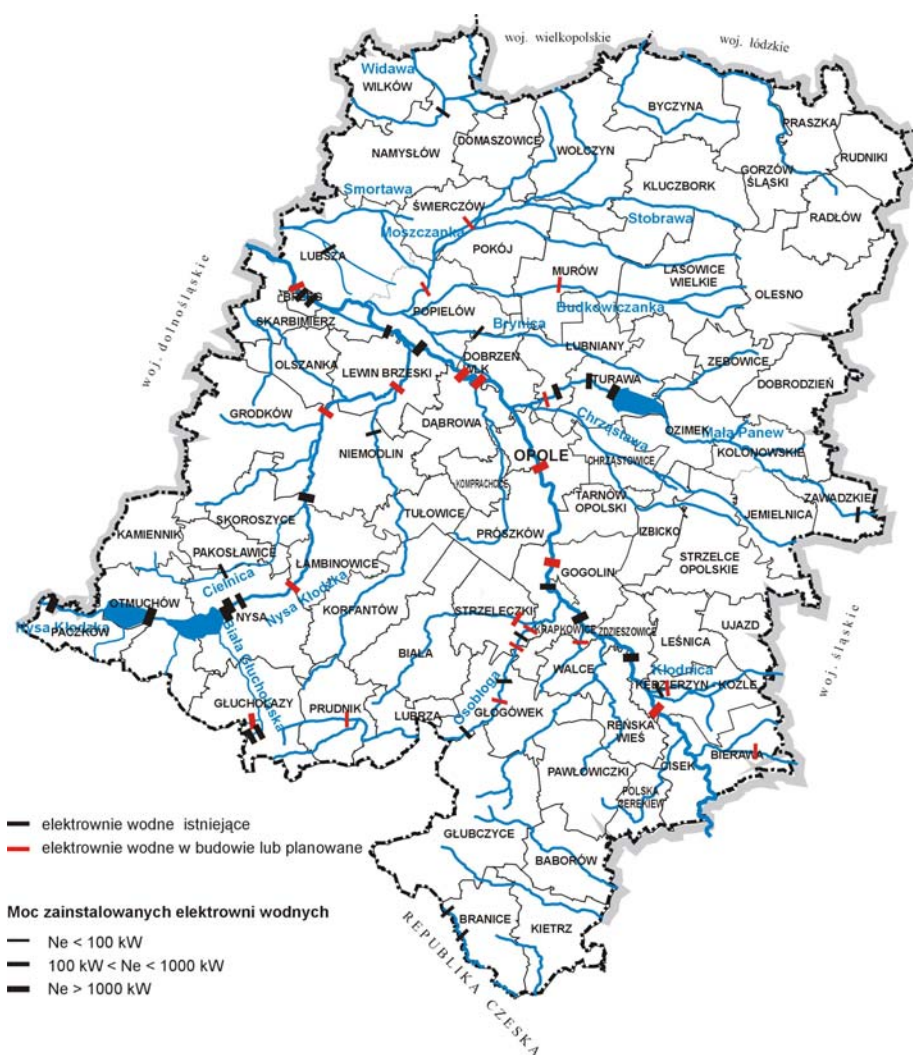 woj. wielkopolskie
woj. łódzkie
Widawa
WILKÓW
BYCZYNA
PRASZKA
DOMASZOWICE
WOŁCZYN
NAMYSŁÓW
RUDNIKI
GORZÓW
ŚLĄSKI
KLUCZBORK
Smortawa
ŚWIERCZÓW
RADŁÓW
Stobrawa
Moszczanka
POKÓJ
LUBSZA
MURÓW
LASOWICE
WIELKIE
OLESNO
woj. dolnośląskie
BRZEG
POPIELÓW
Budkowiczanka
SKARBIMIERZ
Brynica
ŁUBNIANY
OLSZANKA
LEWIN BRZESKI
DOBRZEŃ
WLK
ZĘBOWICE
TURAWA
DOBRODZIEŃ
GRODKÓW
DĄBROWA
Chrząstawa
OZIMEK
Mała Panew
NIEMODLIN
OPOLE
CHRZĄSTOWICE
KOLONOWSKIE
KOMPRACHCICE
TARNÓW
OPOLSKI
ZAWADZKIE
SKOROSZYCE
TUŁOWICE
JEMIELNICA
KAMIENNIK
PRÓSZKÓW
IZBICKO
PAKOSŁAWICE
ŁAMBINOWICE
STRZELCE
OPOLSKIE
Cielnica
GOGOLIN
OTMUCHÓW
NYSA
Nysa Kłodzka
KORFANTÓW
STRZELECZKI
Nysa Kłodzka
PACZKÓW
KRAPKOWICE
ZDZIESZOWICE
UJAZD
LEŚNICA
Biała Głuchołaska
BIAŁA
WALCE
Kłodnica
woj. śląskie
KĘDZIERZYN - KOŹLE
GŁUCHOŁAZY
PRUDNIK
LUBRZA
Osobłoga
GŁOGÓWEK
REŃSKA
WIEŚ
BIERAWA
PAWŁOWICZKI
CISEK
POLSKA
CEREKIEW
elektrownie wodne istniejące
elektrownie wodne w budowie lub planowane
GŁUBCZYCE
BABORÓW
Moc zainstalowanych elektrowni wodnych
BRANICE
KIETRZ
Ne < 100 kW
100 kW < Ne < 1000 kW
Ne > 1000 kW
REPUBLIKA CZESKA